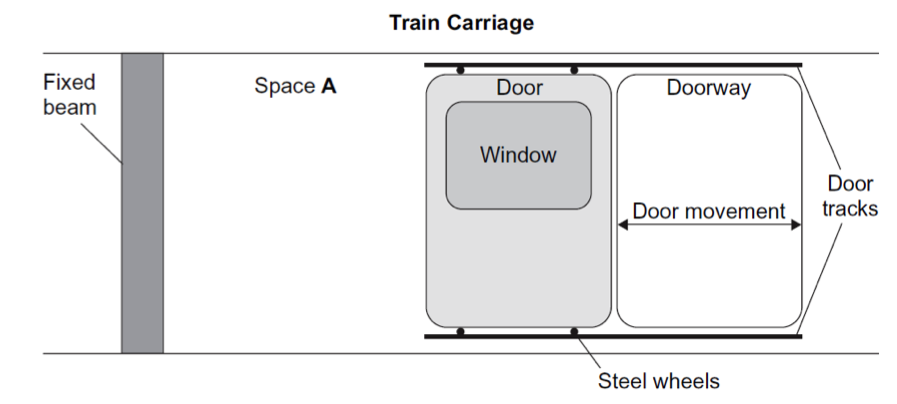 Train Carriage
Fixed
beam
Space A
Door
Doorway
Window
Door
tracks
Door movement
Steel wheels